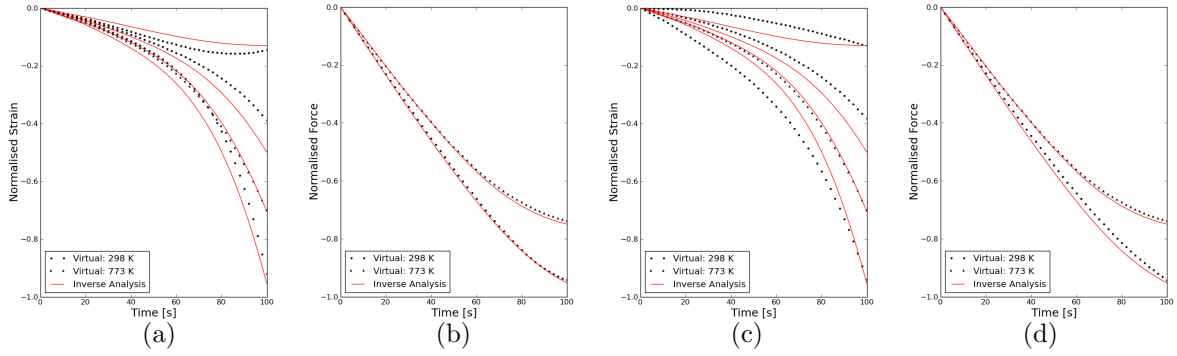 0.0
−0.2
−0.4
−0.6
−0.8
−1.0
Normalised Strain
0 20 40 60 80 100
Time [s]
Virtual: 298 K
Virtual: 773 K
Inverse Analysis
(a)
0.0
−0.2
−0.4
−0.6
−0.8
−1.0
Normalised Force
0 20 40 60 80 100
Time [s]
Virtual: 298 K
Virtual: 773 K
Inverse Analysis
(b)
0.0
−0.2
−0.4
−0.6
−0.8
−1.0
Normalised Strain
0 20 40 60 80 100
Time [s]
Virtual: 298 K
Virtual: 773 K
Inverse Analysis
(c)
0.0
−0.2
−0.4
−0.6
−0.8
−1.0
Normalised Force
0 20 40 60 80 100
Time [s]
Virtual: 298 K
Virtual: 773 K
Inverse Analysis
(d)